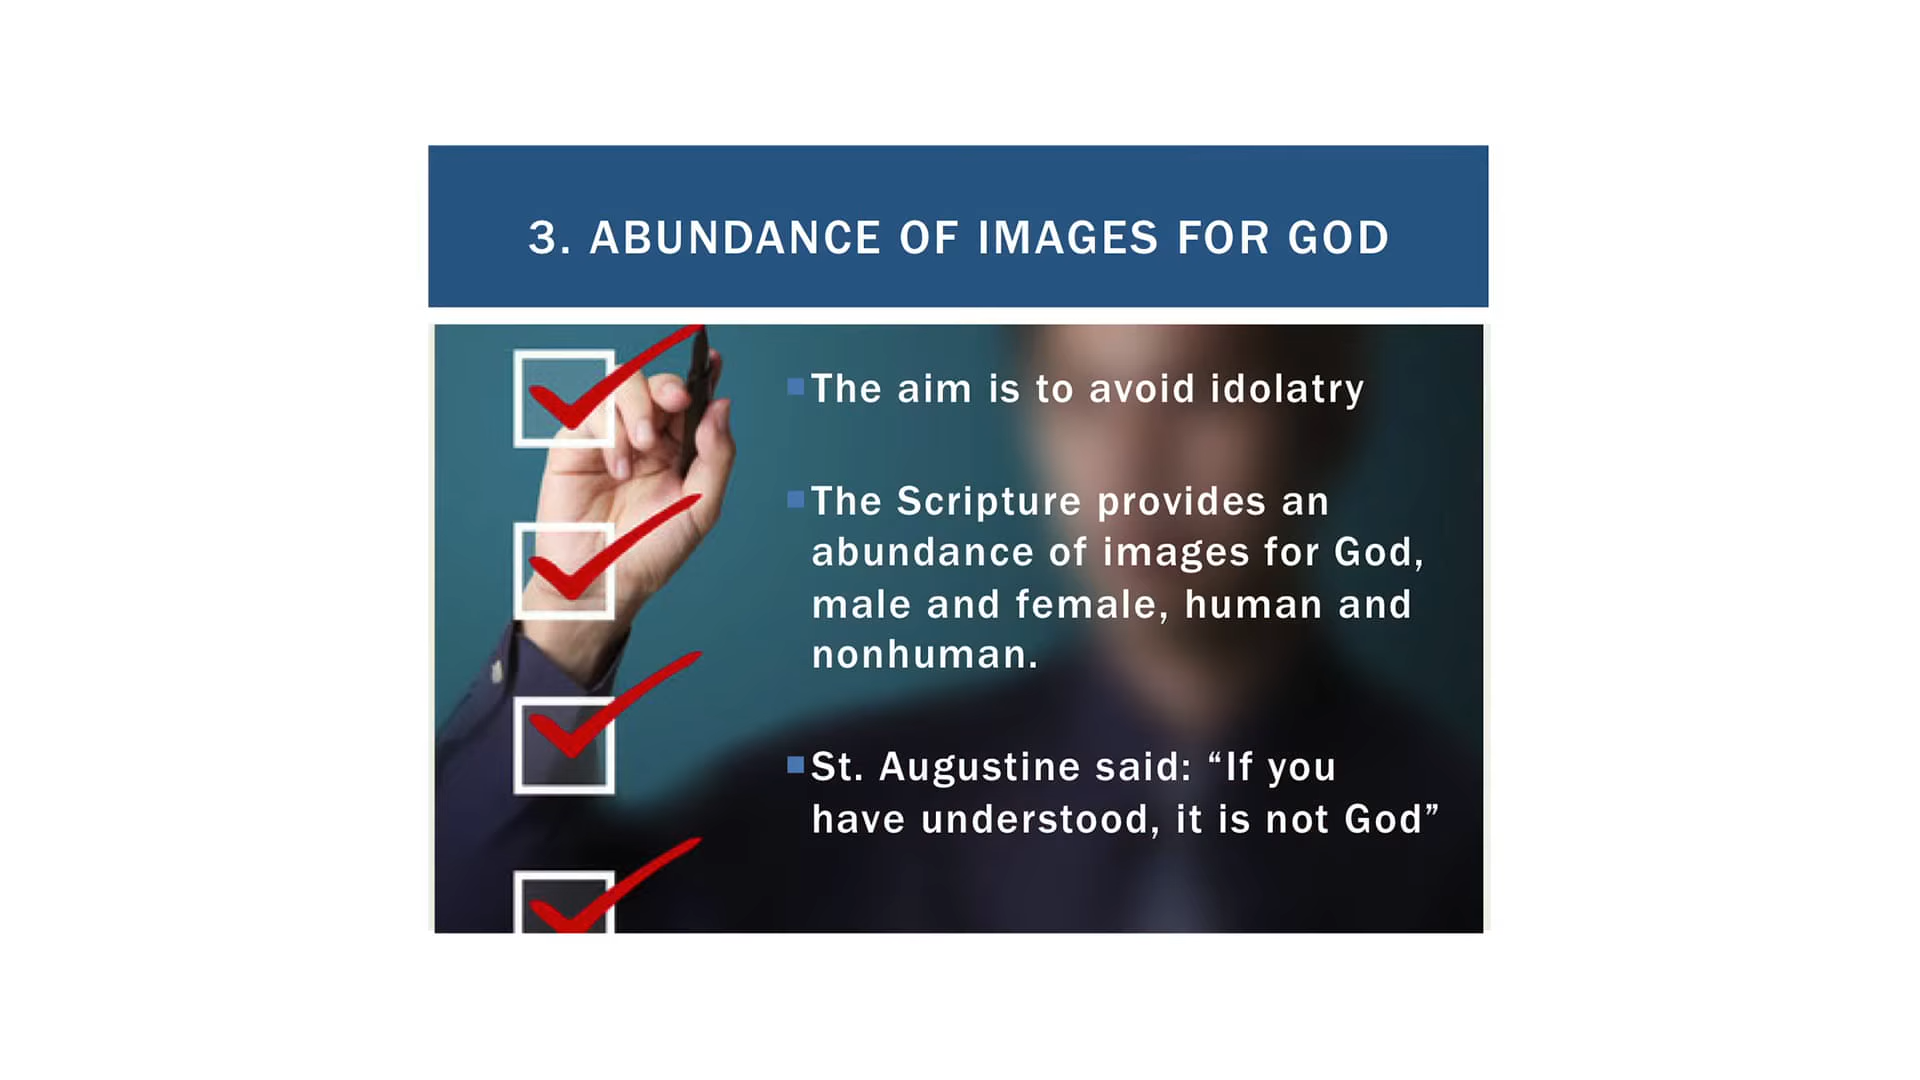 3. ABUNDANCE OF IMAGES FOR GOD
The aim is to avoid idolatry
The Scripture provides an
abundance of images for God,
male and female, human and
nonhuman.
St. Augustine said: “If you
have understood, it is not God”